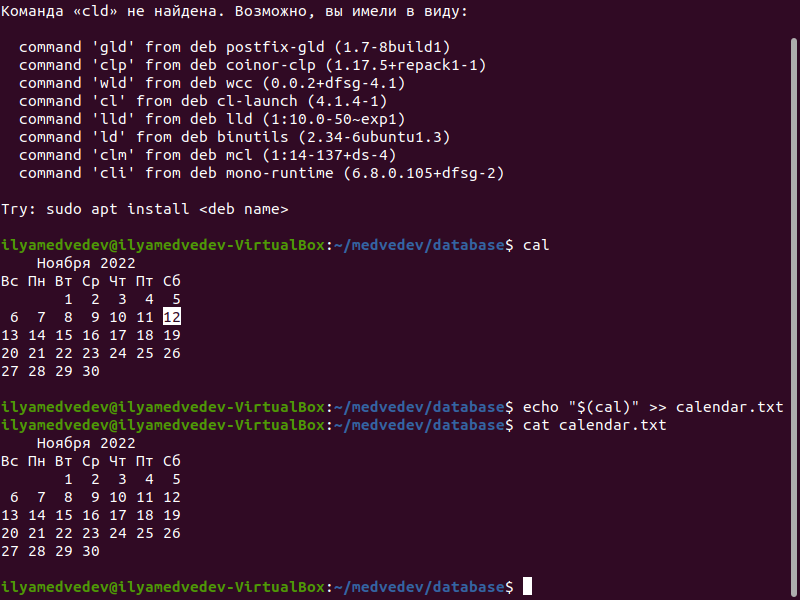 Команда «cld» не найдена. Возможно, вы имели в виду:
command 'gld' from deb postfix-gld (1.7-8build1)
command 'clp' from deb coinor-clp (1.17.5+repack1-1)
command 'wld' from deb wcc (0.0.2+dfsg-4.1)
command 'cl' from deb cl-launch (4.1.4-1)
command 'lld' from deb lld (1:10.0-50~exp1)
command 'ld' from deb binutils (2.34-6ubuntu1.3)
command 'clm' from deb mcl (1:14-137+ds-4)
command 'cli' from deb mono-runtime (6.8.0.105+dfsg-2)
Try: sudo apt install <deb name>
ilyamedvedev@ilyamedvedev-VirtualBox:~/medvedev/database$ cal
Ноября 2022
Вс Пн Вт Ср Чт Пт Сб
1 2 3 4 5
6 7 8 9 10 11 12
13 14 15 16 17 18 19
20 21 22 23 24 25 26
27 28 29 30
ilyamedvedev@ilyamedvedev-VirtualBox:~/medvedev/database$ echo "$(cal)" >> calendar.txt
ilyamedvedev@ilyamedvedev-VirtualBox:~/medvedev/database$ cat calendar.txt
Ноября 2022
Вс Пн Вт Ср Чт Пт Сб
1 2 3 4 5
6 7 8 9 10 11 12
13 14 15 16 17 18 19
20 21 22 23 24 25 26
27 28 29 30
ilyamedvedev@ilyamedvedev-VirtualBox:~/medvedev/database$